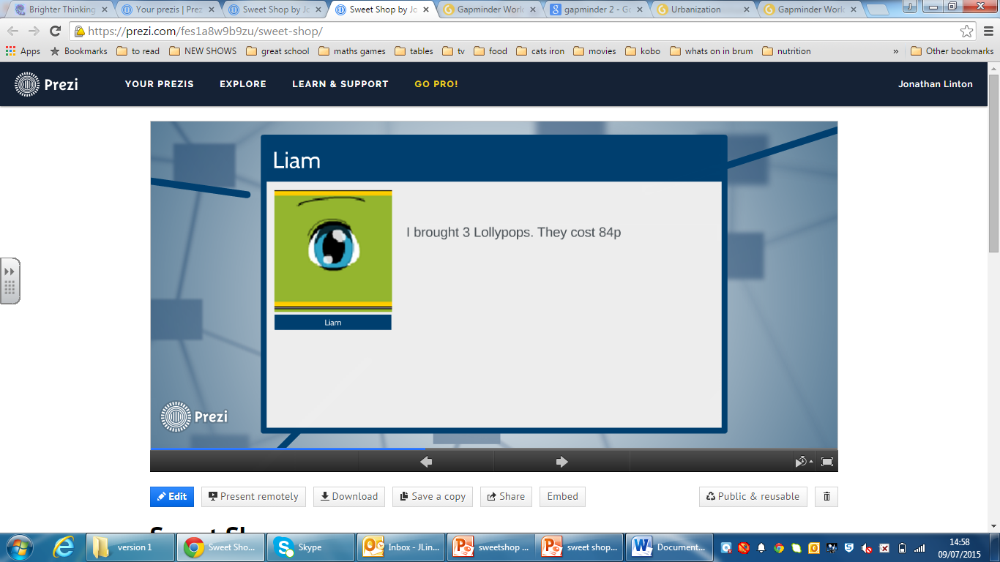 Brighter Thinking
Your prezis | Prez
Sweet Shop by Jo
Sweet Shop by Jo
Gapminder World
gapminder 2 - Go
Urbanization
Gapminder World
J
https://prezi.com/fes1a8w9b9zu/sweet-shop/
Apps Bookmarks to read NEW SHOWS great school maths games tables tv food cats iron movies kobo whats on in brum nutrition » Other bookmarks
Prezi YOUR PREZIS EXPLORE LEARN & SUPPORT GO PRO! Jonathan Linton
Liam
I brought 3 Lollypops. They cost 84p
Liam
Prezi
Edit Present remotely Download Save a copy Share Embed Public & reusable
version 1 Sweet Sho... Skype Inbox - JLin... sweetshop ... sweet shop... Document... 14:58
09/07/2015